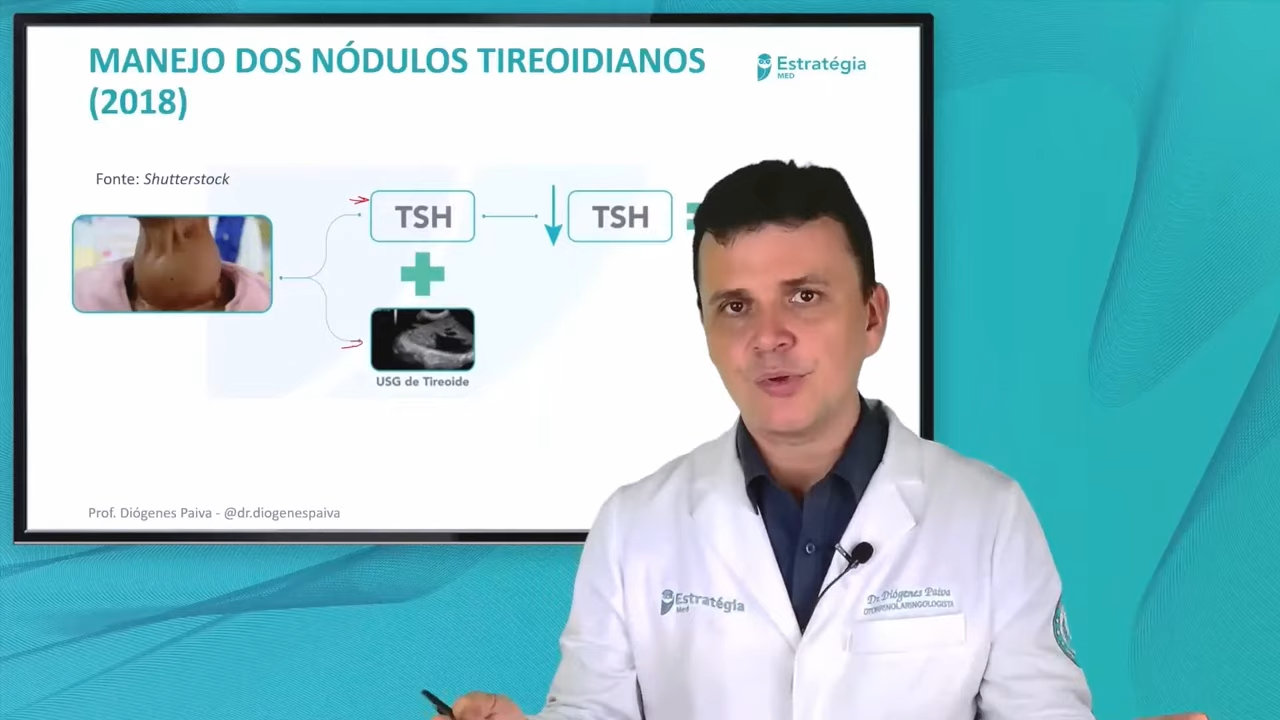 MANEJO DOS NÓDULOS TIREOIDIANOS
(2018)
Estratégia
MED
Fonte: Shutterstock
TSH
TSH
USG de Tireoide
Prof. Diógenes Paiva - @dr.diogenespaiva
Estratégia
Med
Dr. Diógenes Paiva
OTORRINOLARINGOLOGISTA